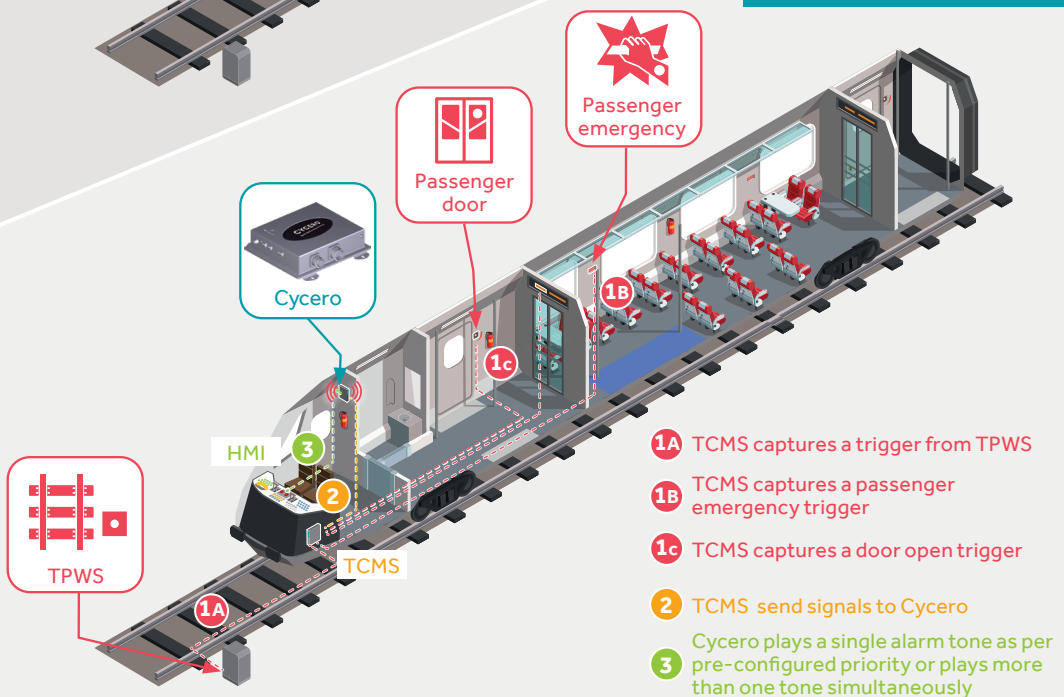 Passenger
emergency
Passenger
door
CYCERO
Cycero
1B
1C
HMI
3
2
TCMS
TPWS
1A
1A TCMS captures a trigger from TPWS
1B TCMS captures a passenger
emergency trigger
1C TCMS captures a door open trigger
2 TCMS send signals to Cycero
3 Cycero plays a single alarm tone as per
pre-configured priority or plays more
than one tone simultaneously